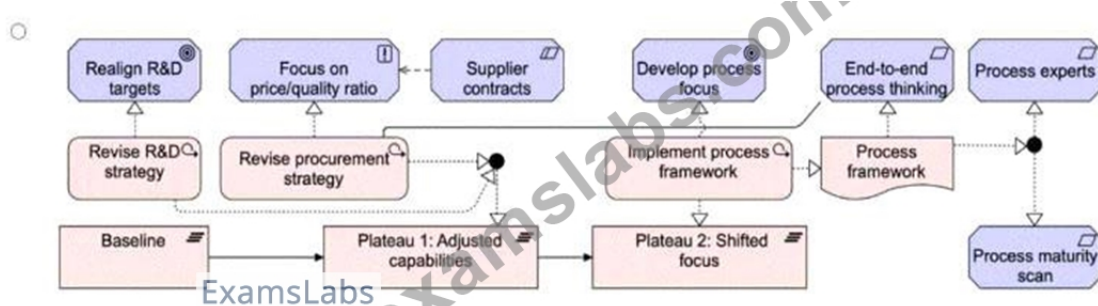 Realign R&D
targets
Focus on
price/quality ratio
Supplier
contracts
Develop process
focus
End-to-end
process thinking
Process experts
Revise R&D
strategy
Revise procurement
strategy
Implement process
framework
Process
framework
Baseline
Plateau 1: Adjusted
capabilities
Plateau 2: Shifted
focus
Process maturity
scan
ExamsLabs
examslabs.com